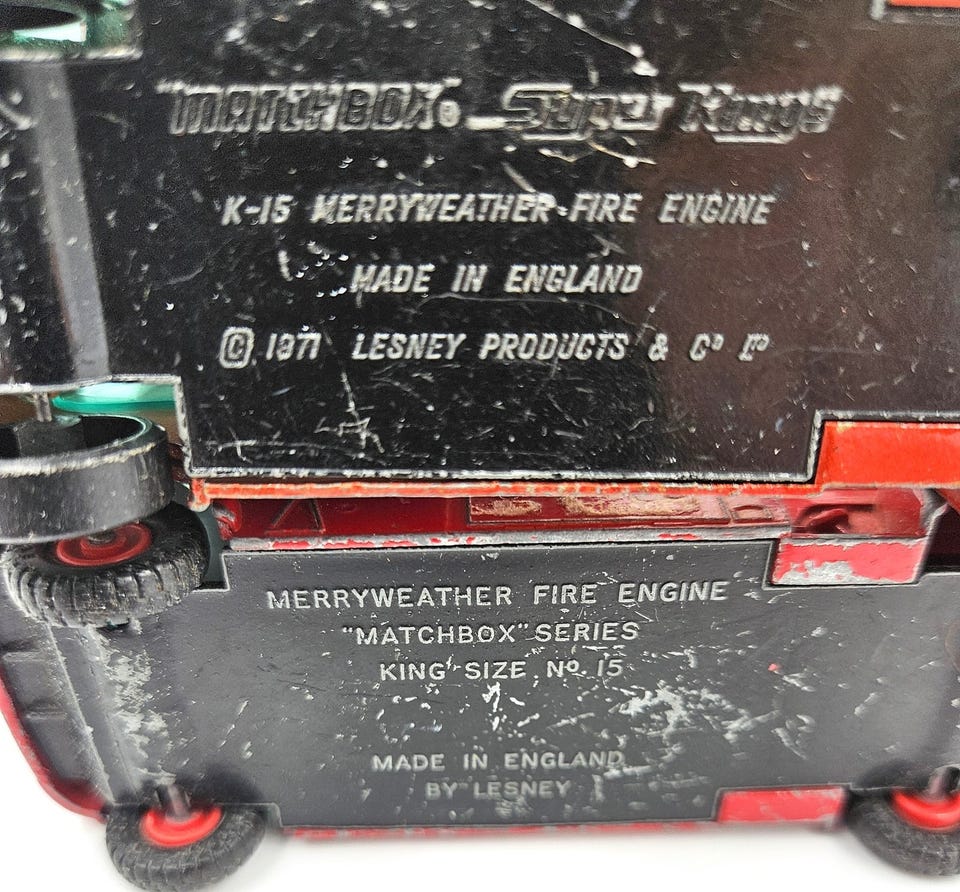 "MATCHBOX"® Super Kings
K-15 MERRYWEATHER FIRE ENGINE
MADE IN ENGLAND
© 1971 LESNEY PRODUCTS & Cº Lº
MERRYWEATHER FIRE ENGINE
"MATCHBOX" SERIES
KING SIZE Nº 15
MADE IN ENGLAND
BY LESNEY